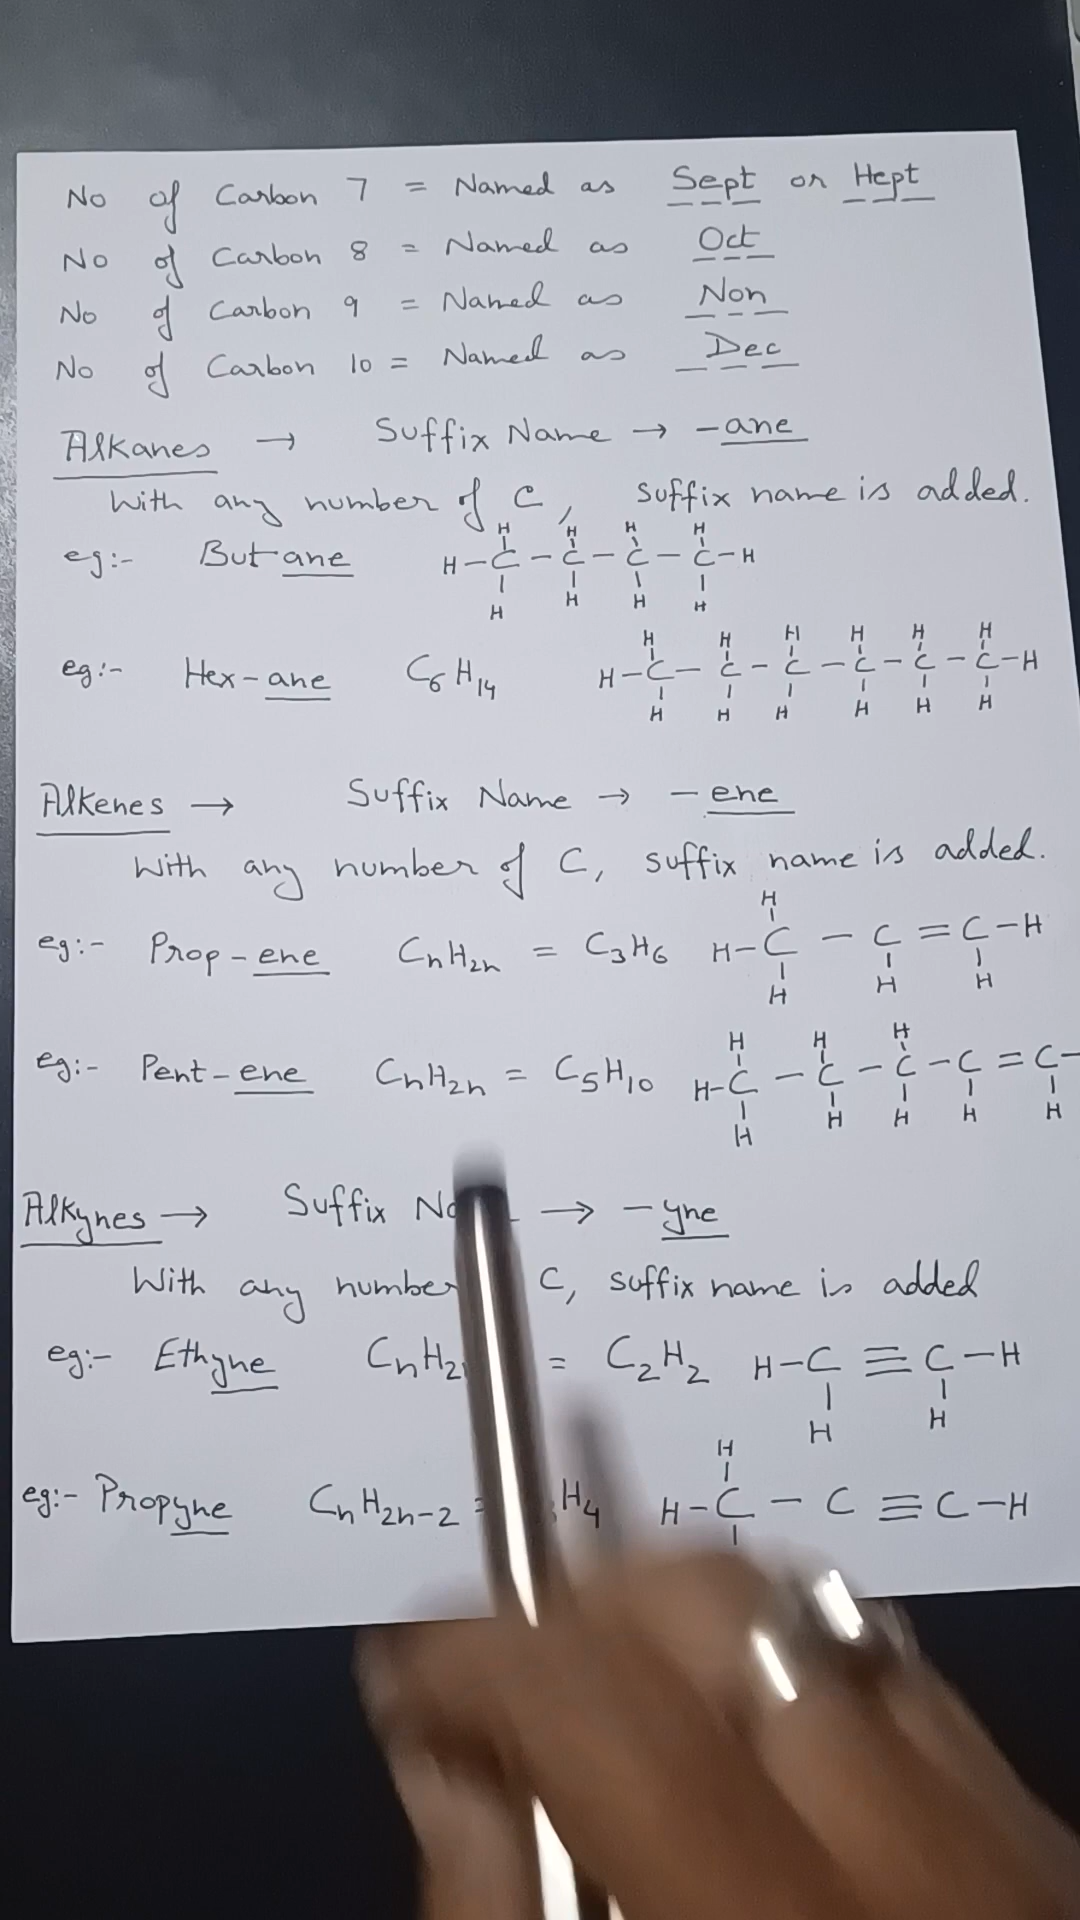 No of Carbon 7 = Named as Sept or Hept
No of Carbon 8 = Named as Oct
No of Carbon 9 = Named as Non
No of Carbon 10 = Named as Dec
Alkanes → Suffix Name → -ane
With any number of C, suffix name is added.
H H H H
eg:- Butane H-C-C-C-C-H
H H H H
H H H H H H
eg:- Hex-ane C6H14 H-C-C-C-C-C-C-H
H H H H H H
Alkenes → Suffix Name → -ene
With any number of C, suffix name is added.
H
eg:- Prop-ene CnH2n = C3H6 H-C-C=C-H
H H H
H H H
eg:- Pent-ene CnH2n = C5H10 H-C-C-C-C=C-
H H H H H
Alkynes → Suffix → -yne
With any number C, suffix name is added
eg:- Ethyne CnH2 = C2H2 H-C≡C-H
H H
H
eg:- Propyne CnH2n-2 = H4 H-C-C≡C-H